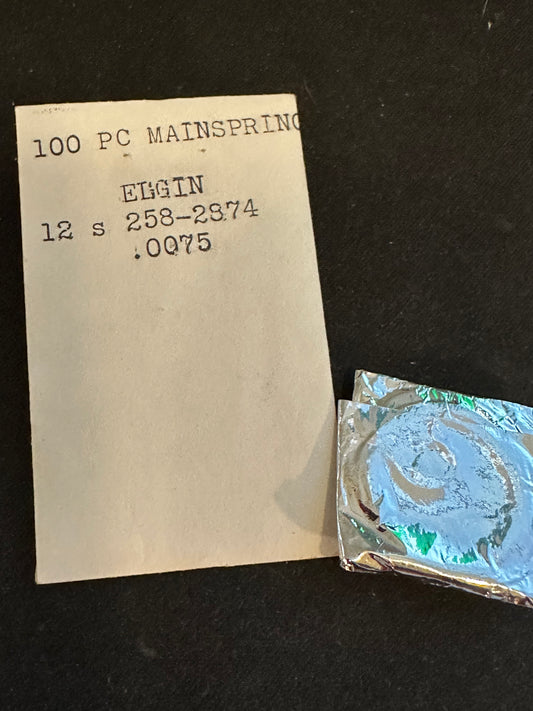 100 PC MAINSPRING
ELGIN
12 s 258-2874
.0075